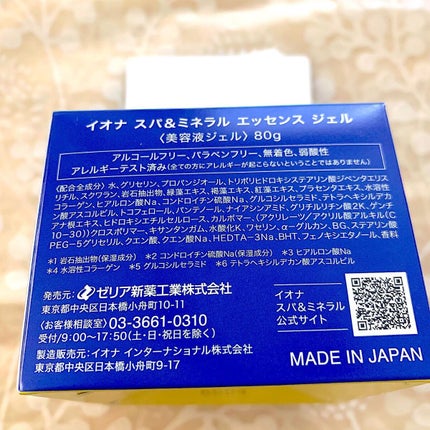 イオナ スパ&ミネラル エッセンス ジェル
〈美容液ジェル〉80g
アルコールフリー、パラベンフリー、無着色、弱酸性
アレルギーテスト済み(全ての方にアレルギーが起こらないということではありません)
〈配合全成分〉水、グリセリン、プロパンジオール、トリポリヒドロキシステアリン酸ジペンタエリス
リチル、スクワラン、岩石抽出物、緑藻エキス、褐藻エキス、紅藻エキス、プラセンタエキス、水溶性
コラーゲン、ヒアルロン酸Na、コンドロイチン硫酸Na、グルコシルセラミド、テトラヘキシルデカ
ン酸アスコルビル、トコフェロール、パンテノール、ナイアシンアミド、グリチルリチン酸2K、ゲンチ
アナ根エキス、ヒドロキシエチルセルロース、カルボマー、(アクリレーツ/アクリル酸アルキル(C
10-30))クロスポリマー、キサンタンガム、水酸化K、ワセリン、α-グルカン、BG、ステアリン酸
PEG-5グリセリル、クエン酸、クエン酸Na、HEDTA-3Na、BHT、フェノキシエタノール、香料
*1 岩石抽出物(保湿成分) *2 コンドロイチン硫酸Na(保湿成分) *3 ヒアルロン酸Na
*4 水溶性コラーゲン *5 グルコシルセラミド *6 テトラヘキシルデカン酸アスコルビル
発売元: ゼリア新薬工業株式会社
東京都中央区日本橋小舟町10-11
〈お客様相談室〉03-3661-0310
受付/9:00~17:50(土・日・祝日を除く)
製造販売元:イオナ インターナショナル株式会社
東京都中央区日本橋小舟町9-17
イオナ
スパ&ミネラル
公式サイト
MADE IN JAPAN